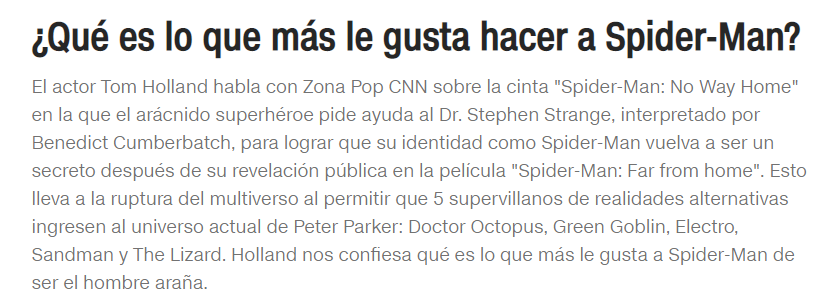 ¿Qué es lo que más le gusta hacer a Spider-Man?
El actor Tom Holland habla con Zona Pop CNN sobre la cinta "Spider-Man: No Way Home"
en la que el arácnido superhéroe pide ayuda al Dr. Stephen Strange, interpretado por
Benedict Cumberbatch, para lograr que su identidad como Spider-Man vuelva a ser un
secreto después de su revelación pública en la película "Spider-Man: Far from home". Esto
lleva a la ruptura del multiverso al permitir que 5 supervillanos de realidades alternativas
ingresen al universo actual de Peter Parker: Doctor Octopus, Green Goblin, Electro,
Sandman y The Lizard. Holland nos confiesa qué es lo que más le gusta a Spider-Man de
ser el hombre araña.